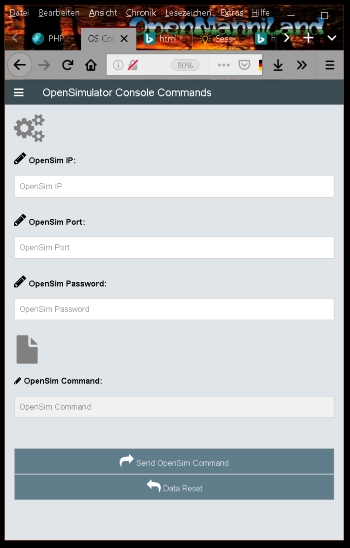 Datei Bearbeiten Ansicht Chronik Lesezeichen Extras Hilfe
OpenManniLand
PHP c OS Co html Sess h
80%
OpenSimulator Console Commands
OpenSim IP:
OpenSim IP
OpenSim Port:
OpenSim Port
OpenSim Password:
OpenSim Password
OpenSim Command:
OpenSim Command
Send OpenSim Command
Data Reset